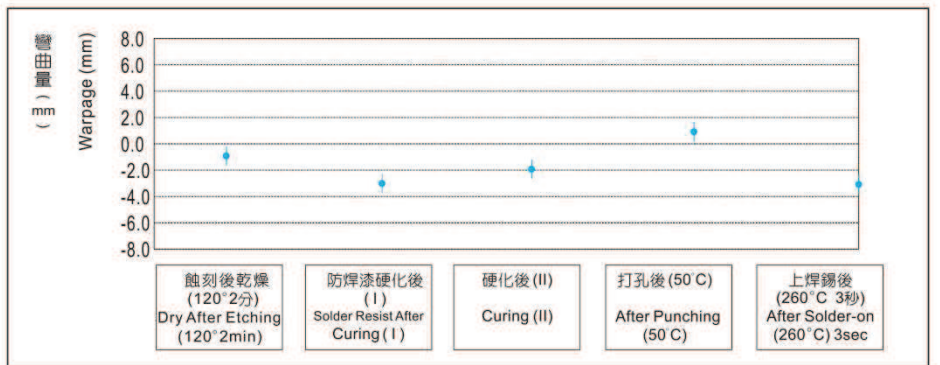 彎曲量(mm)
Warpage (mm)
8.0
6.0
4.0
2.0
0.0
-2.0
-4.0
-6.0
-8.0
蝕刻後乾燥
(120°2分)
Dry After Etching
(120°2min)
防焊漆硬化後
(I)
Solder Resist After
Curing (I)
硬化後(II)
Curing (II)
打孔後(50°C)
After Punching
(50°C)
上焊錫後
(260°C 3秒)
After Solder-on
(260°C) 3sec